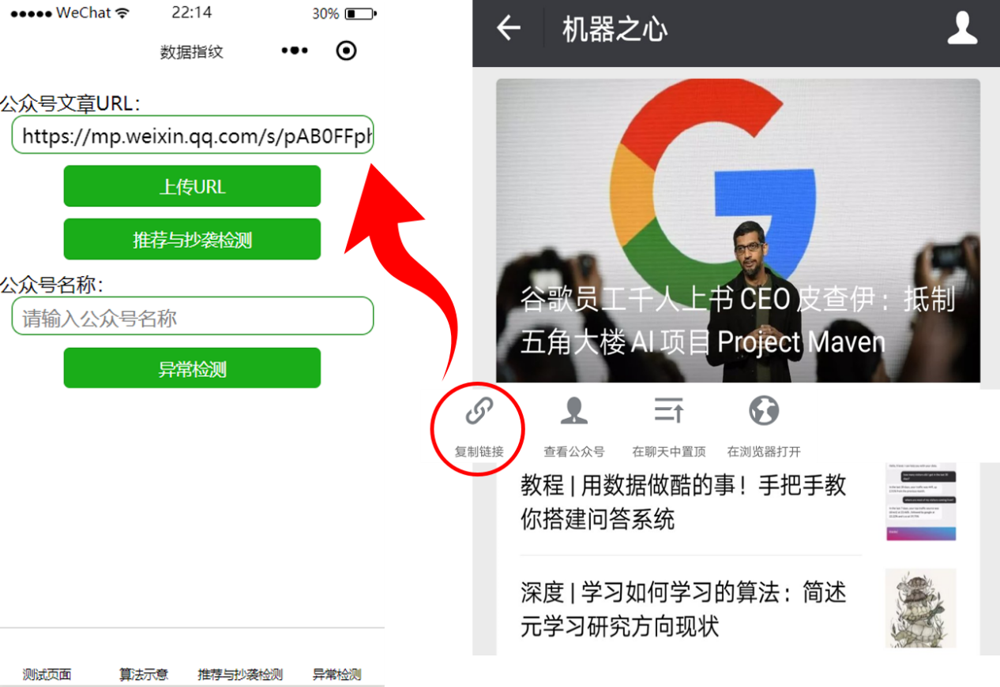 WeChat
22:14
30%
数据指纹
公众号文章URL：
https://mp.weixin.qq.com/s/pAB0FFph
上传URL
推荐与抄袭检测
公众号名称：
请输入公众号名称
异常检测
测试页面
算法示意
推荐与抄袭检测
异常检测
机器之心
谷歌员工千人上书 CEO 皮查伊：抵制
五角大楼 AI 项目 Project Maven
复制链接
查看公众号
在聊天中置顶
在浏览器打开
教程 | 用数据做酷的事！手把手教
你搭建问答系统
深度 | 学习如何学习的算法：简述
元学习研究方向现状